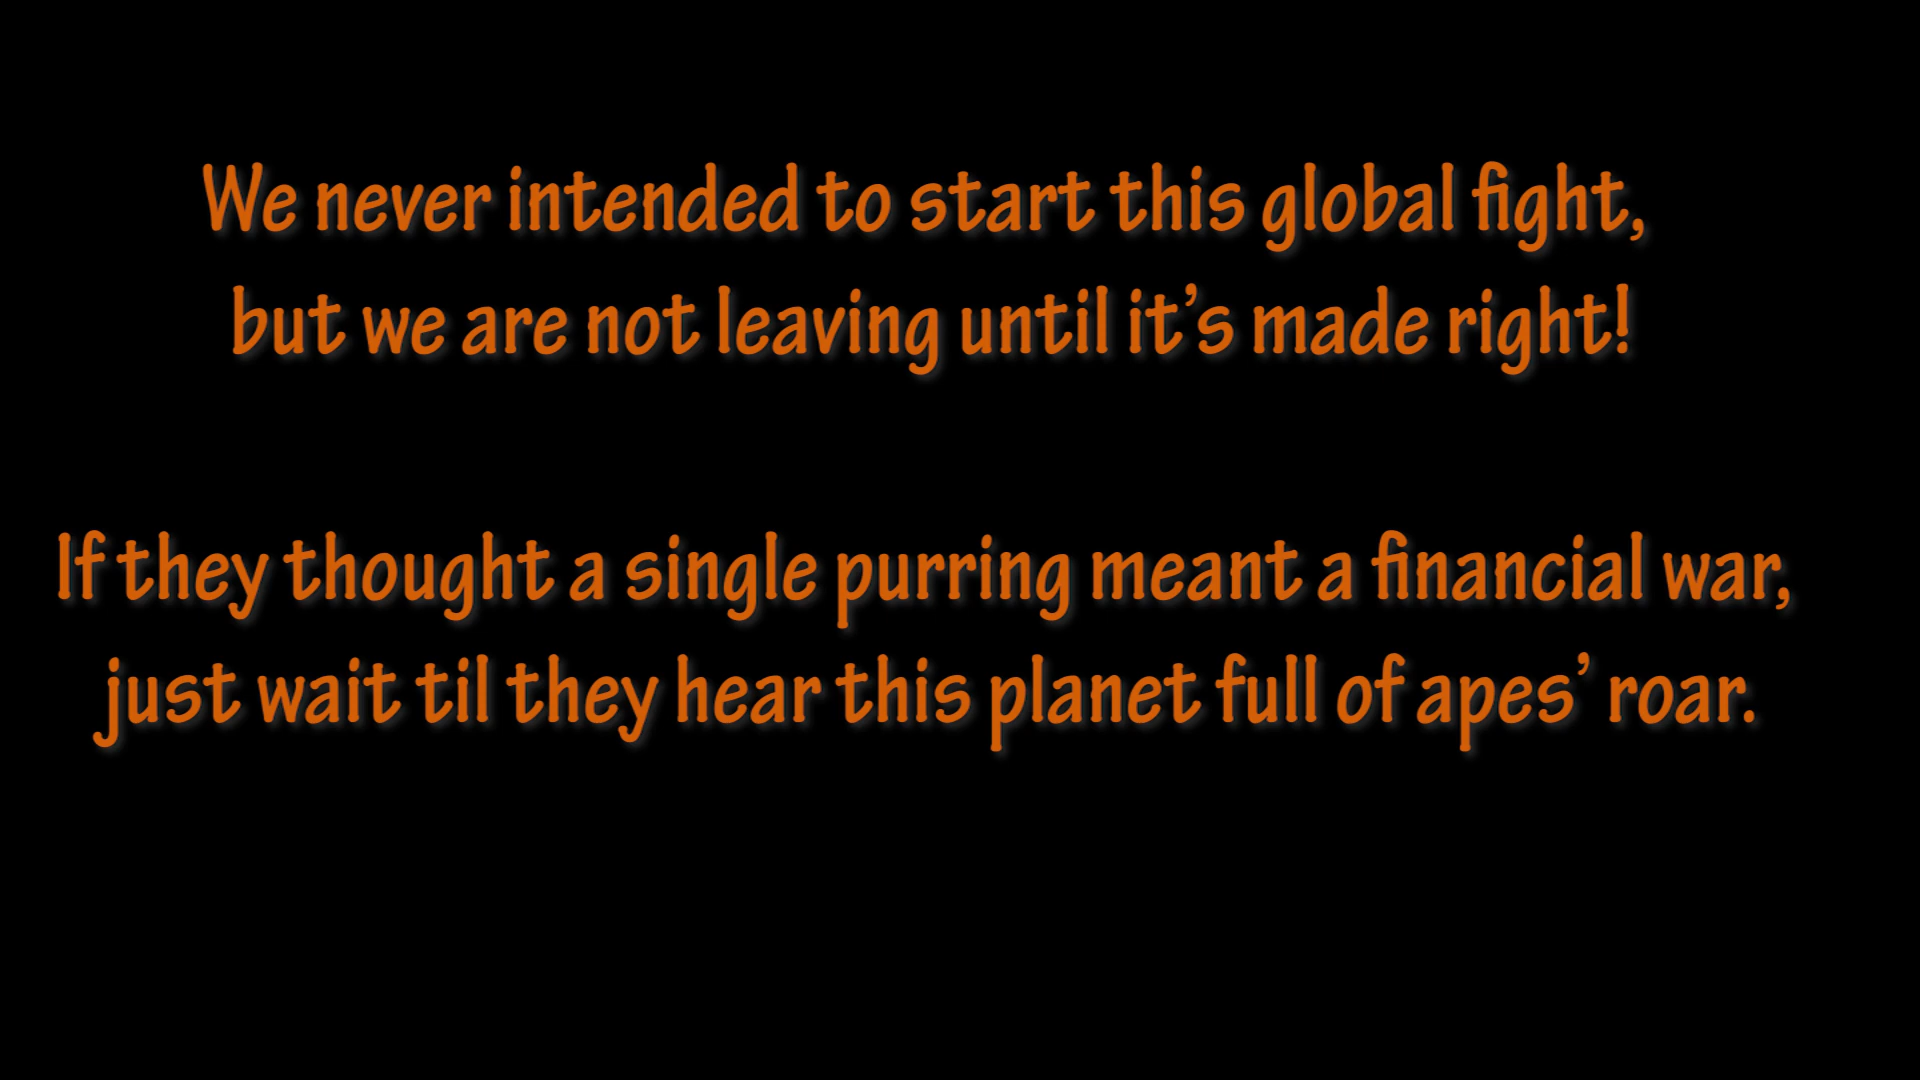 We never intended to start this global fight,
but we are not leaving until it’s made right!
If they thought a single purring meant a financial war,
just wait til they hear this planet full of apes’ roar.